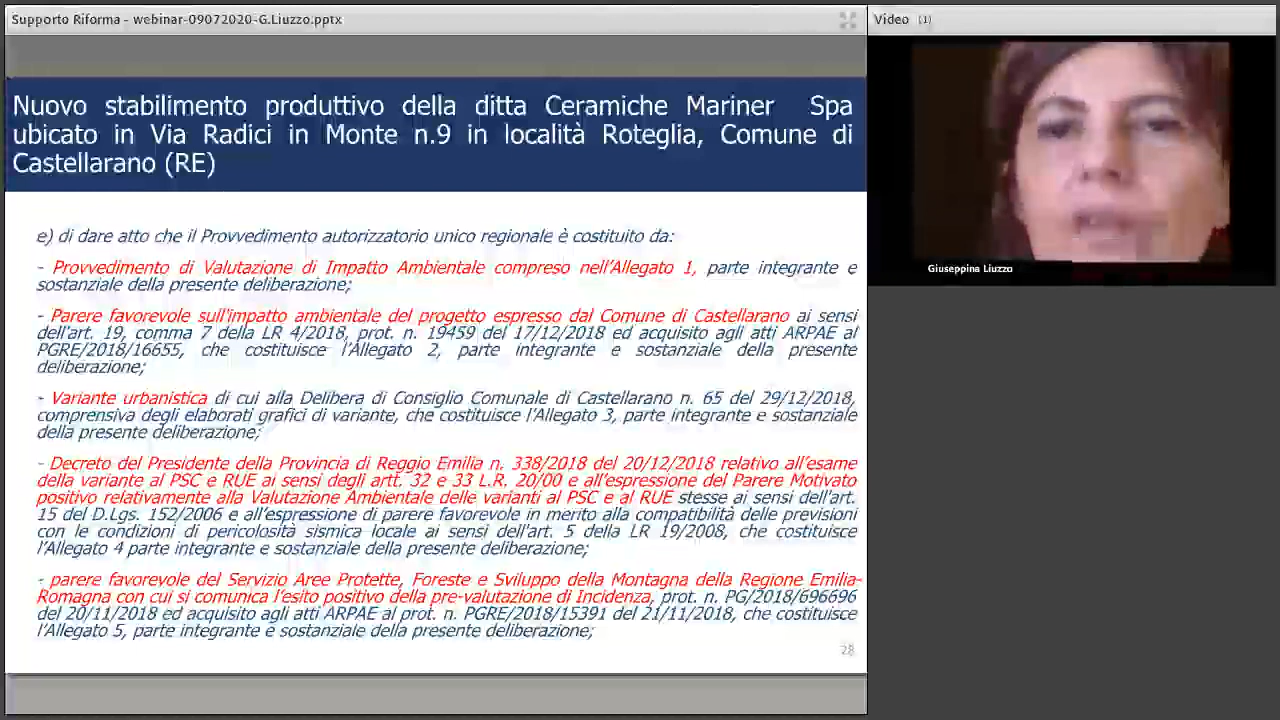 Supporto Riforma - webinar-09072020-G.Liuzzo.pptx
Video (1)
Nuovo stabilimento produttivo della ditta Ceramiche Mariner Spa
ubicato in Via Radici in Monte n.9 in località Roteglia, Comune di
Castellarano (RE)
Giuseppina Liuzzo
e) di dare atto che il Provvedimento autorizzatorio unico regionale è costituito da:
- Provvedimento di Valutazione di Impatto Ambientale compreso nell'Allegato 1, parte integrante e
sostanziale della presente deliberazione;
- Parere favorevole sull'impatto ambientale del progetto espresso dal Comune di Castellarano ai sensi
dell'art. 19, comma 7 della LR 4/2018, prot. n. 19459 del 17/12/2018 ed acquisito agli atti ARPAE al
PGRE/2018/16655, che costituisce l'Allegato 2, parte integrante e sostanziale della presente
deliberazione;
- Variante urbanistica di cui alla Delibera di Consiglio Comunale di Castellarano n. 65 del 29/12/2018,
comprensiva degli elaborati grafici di variante, che costituisce l'Allegato 3, parte integrante e sostanziale
della presente deliberazione;
- Decreto del Presidente della Provincia di Reggio Emilia n. 338/2018 del 20/12/2018 relativo all'esame
della variante al PSC e RUE ai sensi degli artt. 32 e 33 L.R. 20/00 e all'espressione del Parere Motivato
positivo relativamente alla Valutazione Ambientale delle varianti al PSC e al RUE stesse ai sensi dell'art.
15 del D.Lgs. 152/2006 e all'espressione di parere favorevole in merito alla compatibilità delle previsioni
con le condizioni di pericolosità sismica locale ai sensi dell'art. 5 della LR 19/2008, che costituisce
l'Allegato 4 parte integrante e sostanziale della presente deliberazione;
- parere favorevole del Servizio Aree Protette, Foreste e Sviluppo della Montagna della Regione Emilia-
Romagna con cui si comunica l'esito positivo della pre-valutazione di Incidenza, prot. n. PG/2018/696696
del 20/11/2018 ed acquisito agli atti ARPAE al prot. n. PGRE/2018/15391 del 21/11/2018, che costituisce
l'Allegato 5, parte integrante e sostanziale della presente deliberazione;
28